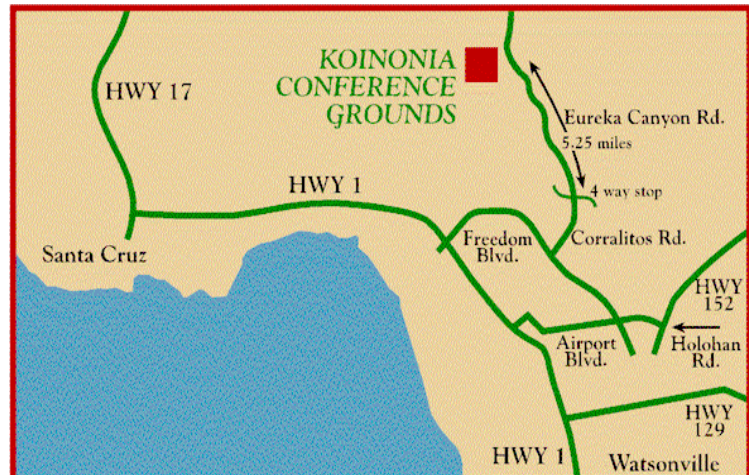 KOINONIA
CONFERENCE
GROUNDS
HWY 17
Eureka Canyon Rd.
5.25 miles
HWY 1
4 way stop
Santa Cruz
Freedom
Blvd.
Corralitos Rd.
HWY
152
Airport
Blvd.
Holohan
Rd.
HWY
129
HWY 1
Watsonville